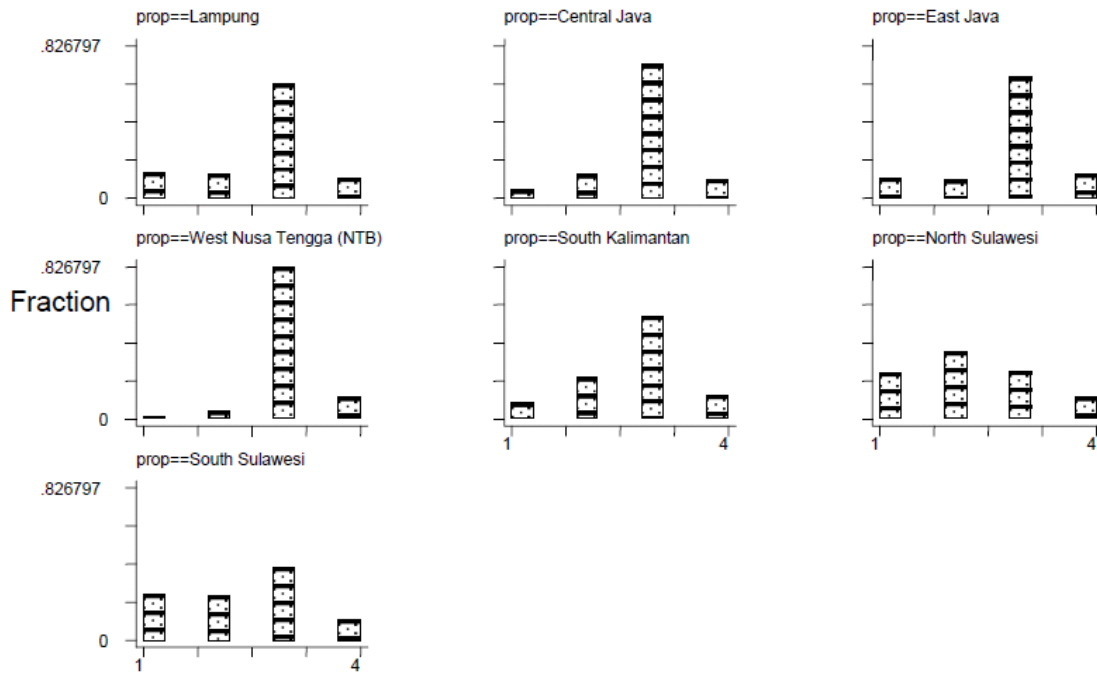 prop==Lampung
prop==Central Java
prop==East Java
.826797
0
prop==West Nusa Tengga (NTB)
prop==South Kalimantan
prop==North Sulawesi
.826797
Fraction
0
1
4
1
4
prop==South Sulawesi
.826797
0
1
4